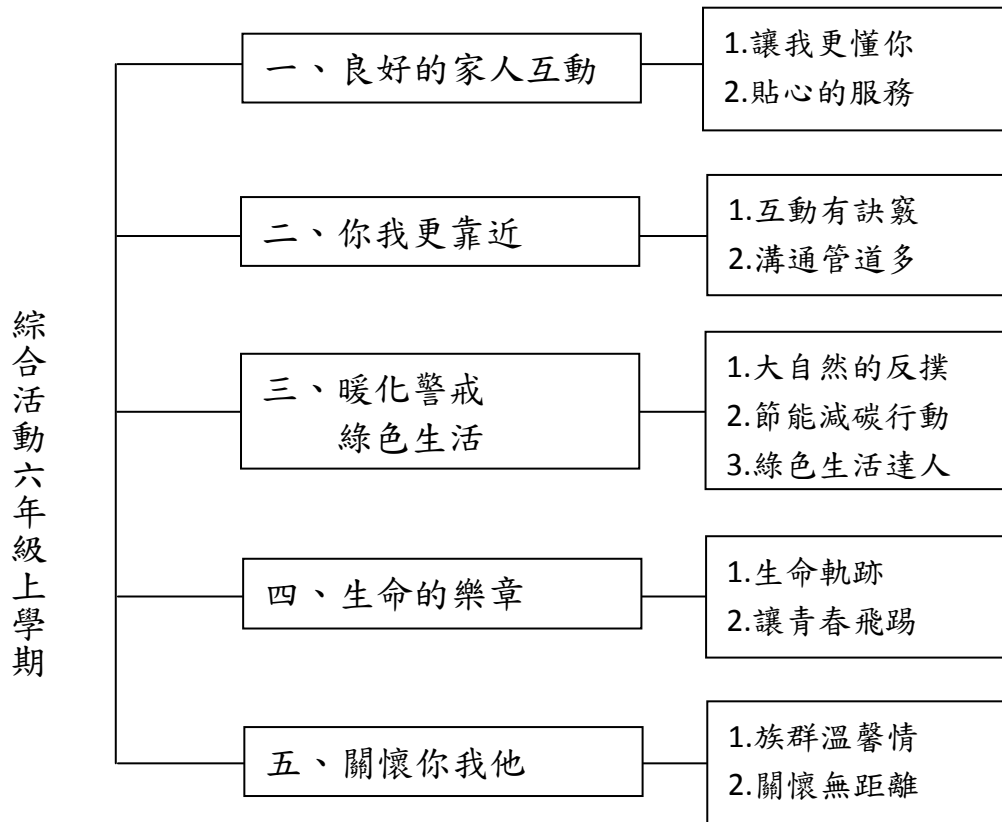 綜合活動六年級上學期
一、良好的家人互動
1.讓我更懂你
2.貼心的服務
二、你我更靠近
1.互動有訣竅
2.溝通管道多
三、暖化警戒
綠色生活
1.大自然的反撲
2.節能減碳行動
3.綠色生活達人
四、生命的樂章
1.生命軌跡
2.讓青春飛踢
五、關懷你我他
1.族群溫馨情
2.關懷無距離